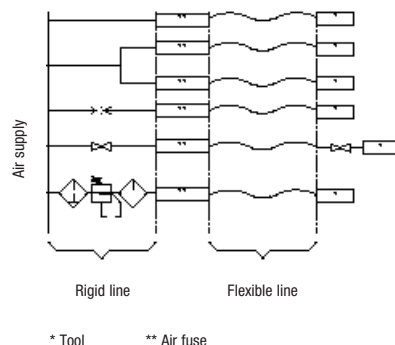 **
*
**
*
**
*
**
*
**
*
**
*
Air supply
Rigid line
Flexible line
* Tool
** Air fuse